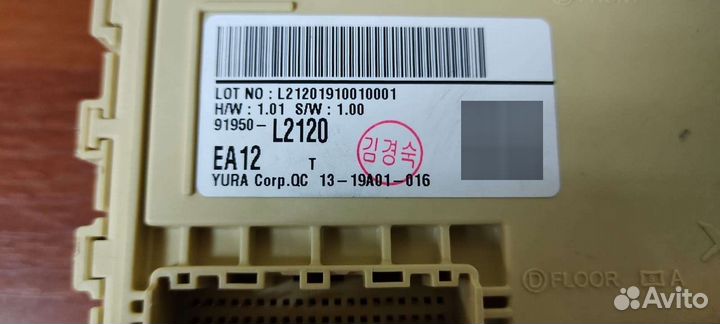 LOT NO : L21201910010001
H/W : 1.01 S/W : 1.00
91950- L2120
EA12 T
김경숙
YURA Corp.QC 13-19A01-016
D FLOOR A
Avito